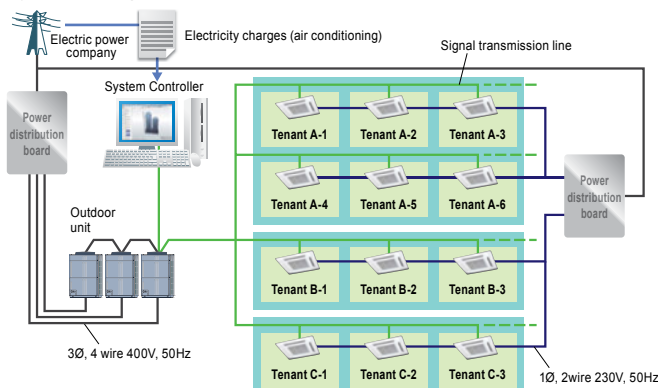 Electric power
company
Electricity charges (air conditioning)
Signal transmission line
System Controller
Power
distribution
board
Tenant A-1
Tenant A-2
Tenant A-3
Tenant A-4
Tenant A-5
Tenant A-6
Power
distribution
board
Outdoor
unit
Tenant B-1
Tenant B-2
Tenant B-3
3Ø, 4 wire 400V, 50Hz
Tenant C-1
Tenant C-2
Tenant C-3
1Ø, 2wire 230V, 50Hz